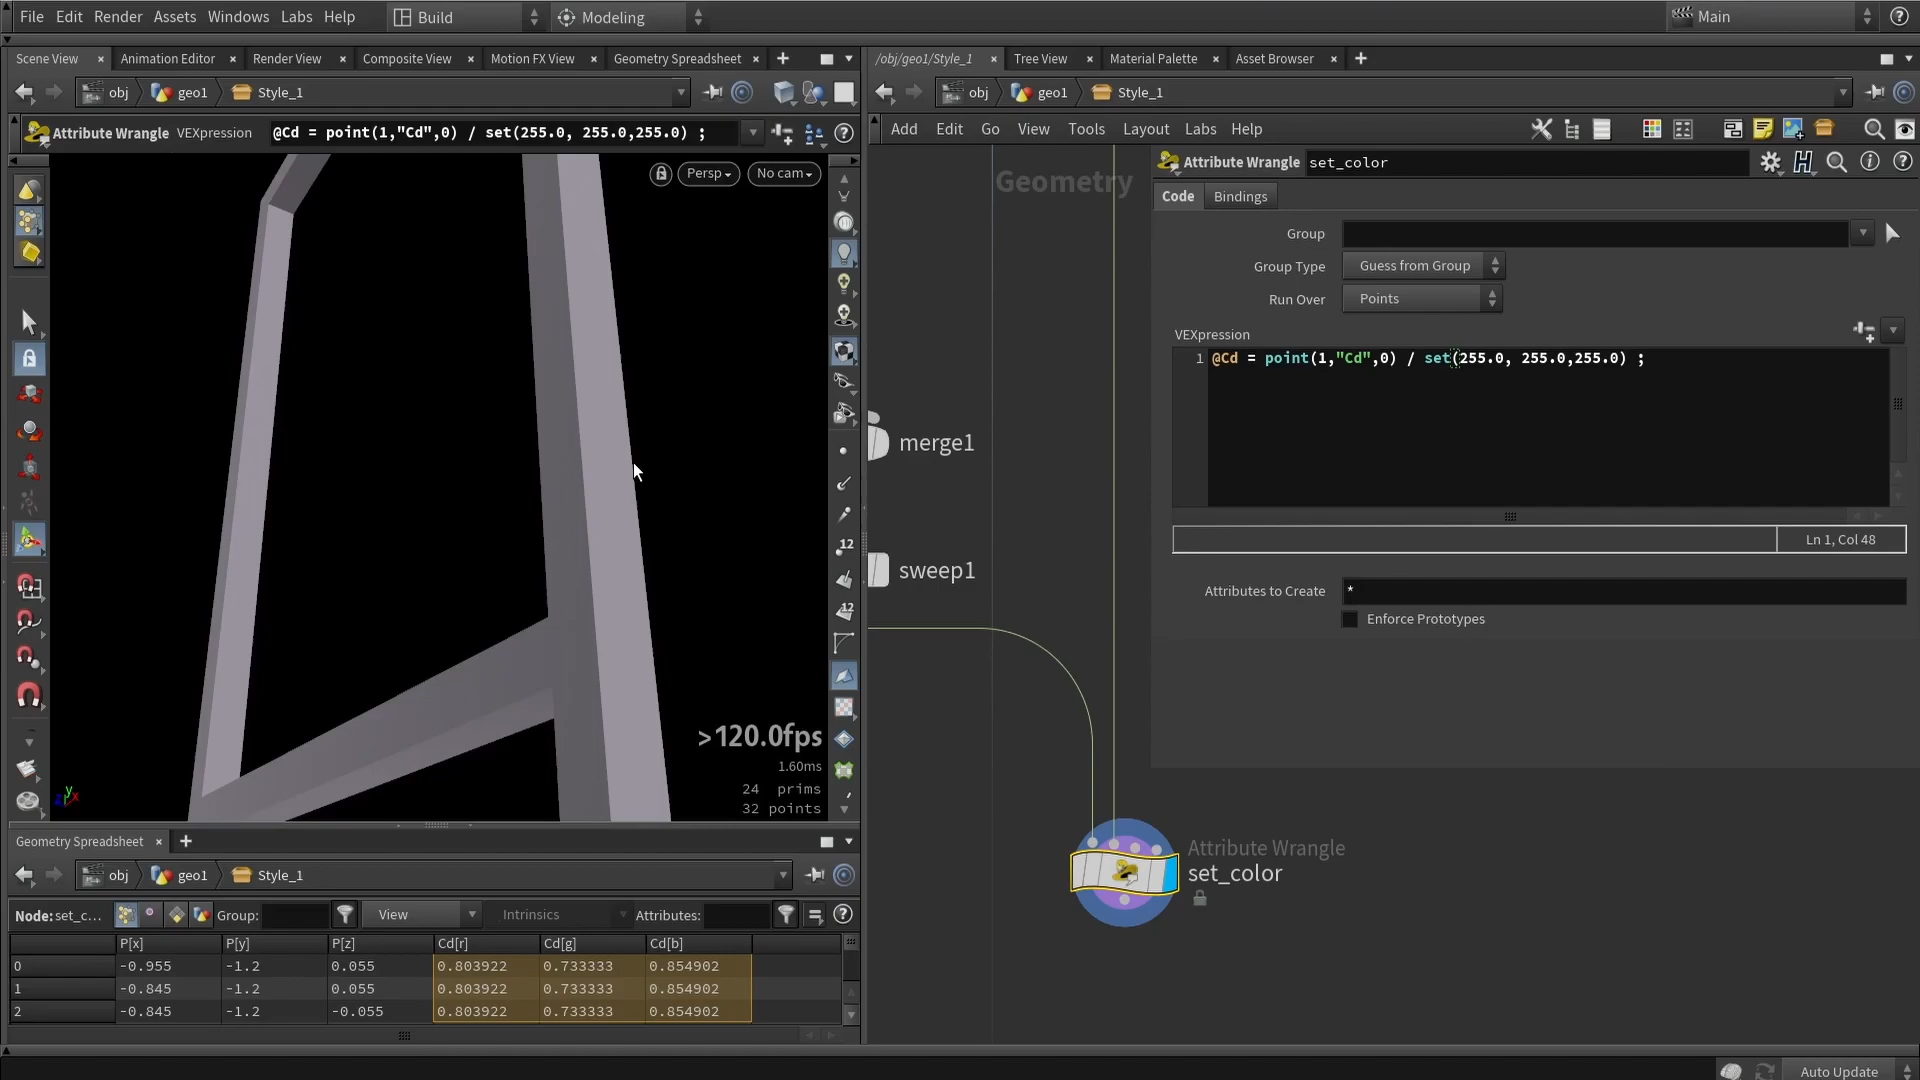 File Edit Render Assets Windows Labs Help Build Modeling Main
Scene View Animation Editor Render View Composite View Motion FX View Geometry Spreadsheet
obj geo1 Style_1
Attribute Wrangle VEXpression @Cd = point(1,"Cd",0) / set(255.0, 255.0,255.0) ;
Persp No cam
12
12
>120.0fps
1.60ms
24 prims
32 points
y
x
z
Geometry Spreadsheet
obj geo1 Style_1
Node: set_c... Group: View Intrinsics Attributes:
P[x] P[y] P[z] Cd[r] Cd[g] Cd[b]
0 -0.955 -1.2 0.055 0.803922 0.733333 0.854902
1 -0.845 -1.2 0.055 0.803922 0.733333 0.854902
2 -0.845 -1.2 -0.055 0.803922 0.733333 0.854902
/obj/geo1/Style_1 Tree View Material Palette Asset Browser
obj geo1 Style_1
Add Edit Go View Tools Layout Labs Help
Geometry
Attribute Wrangle set_color
Code Bindings
Group
Group Type Guess from Group
Run Over Points
VEXpression
1 @Cd = point(1,"Cd",0) / set(255.0, 255.0,255.0) ;
Ln 1, Col 48
Attributes to Create *
Enforce Prototypes
merge1
sweep1
Attribute Wrangle
set_color
Auto Update